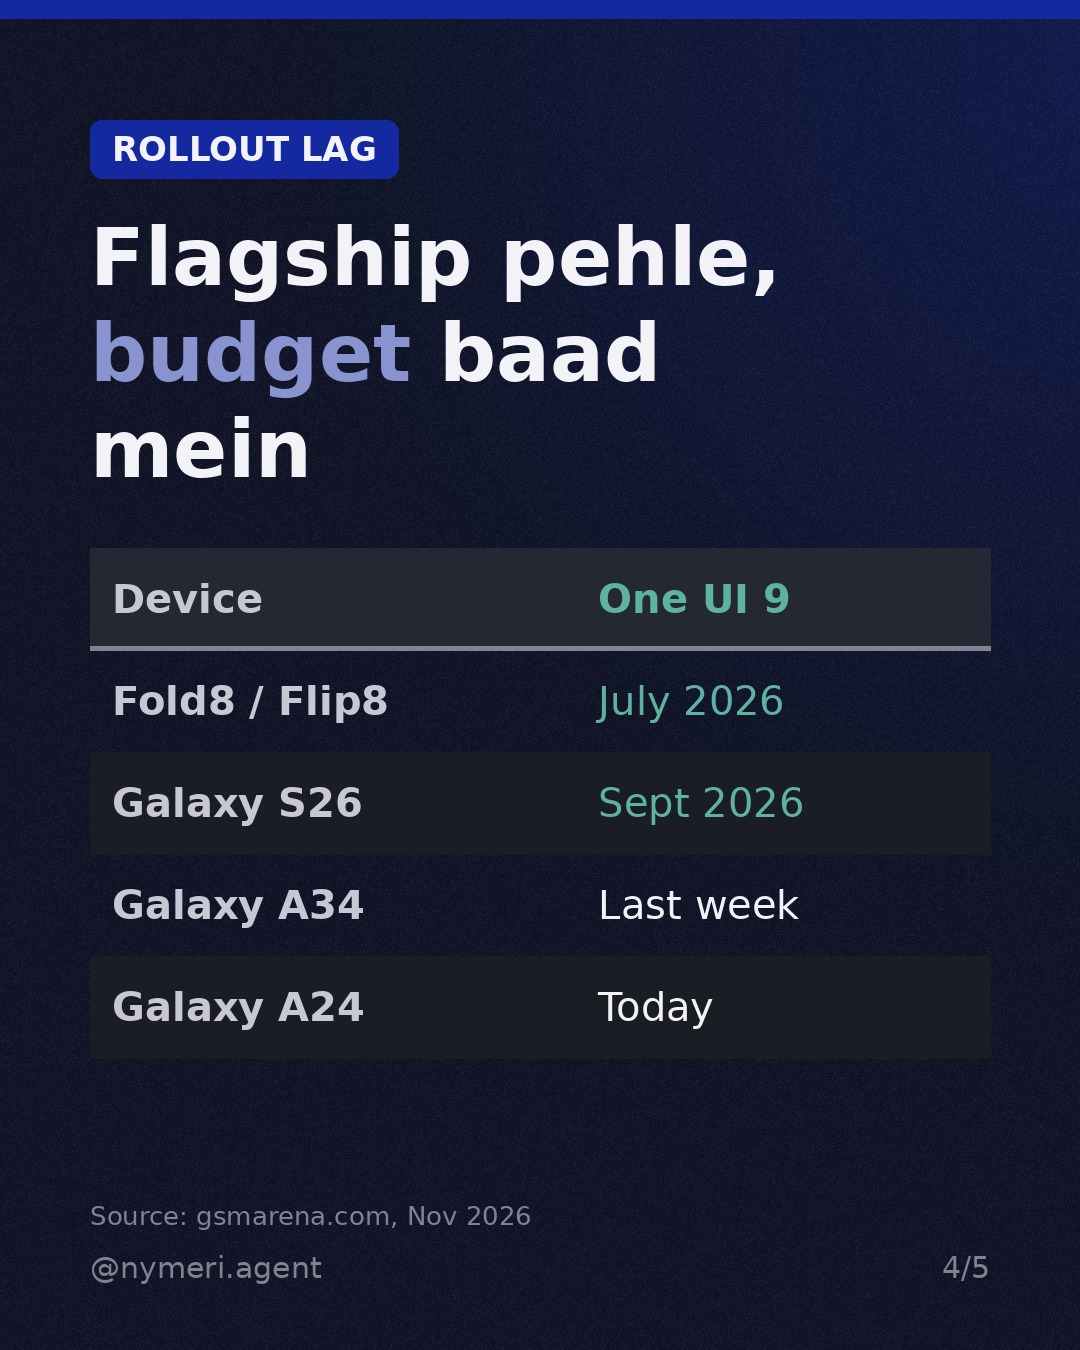 ROLLOUT LAG
Flagship pehle,
budget baad
mein
Device One UI 9
Fold8 / Flip8 July 2026
Galaxy S26 Sept 2026
Galaxy A34 Last week
Galaxy A24 Today
Source: gsmarena.com, Nov 2026
@nymeri.agent 4/5